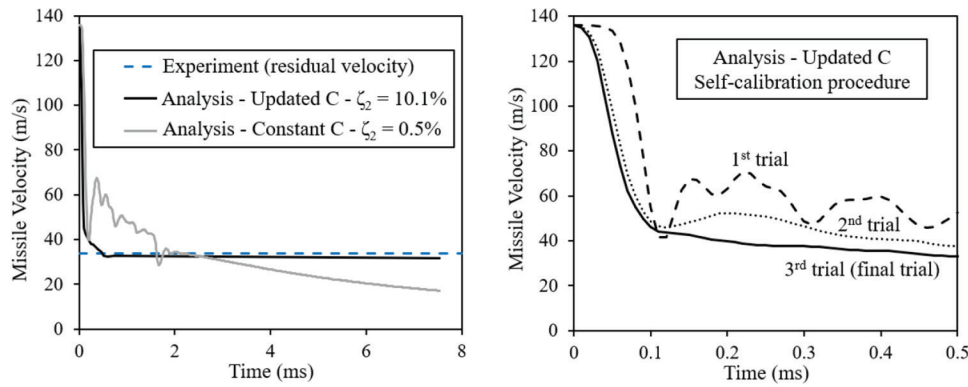 140
120
100
80
60
40
20
0
Missile Velocity (m/s)
0
2
4
6
8
Time (ms)
Experiment (residual velocity)
Analysis - Updated C - ζ₂ = 10.1%
Analysis - Constant C - ζ₂ = 0.5%
140
120
100
80
60
40
20
0
Missile Velocity (m/s)
0
0.1
0.2
0.3
0.4
0.5
Time (ms)
Analysis - Updated C
Self-calibration procedure
1st trial
2nd trial
3rd trial (final trial)